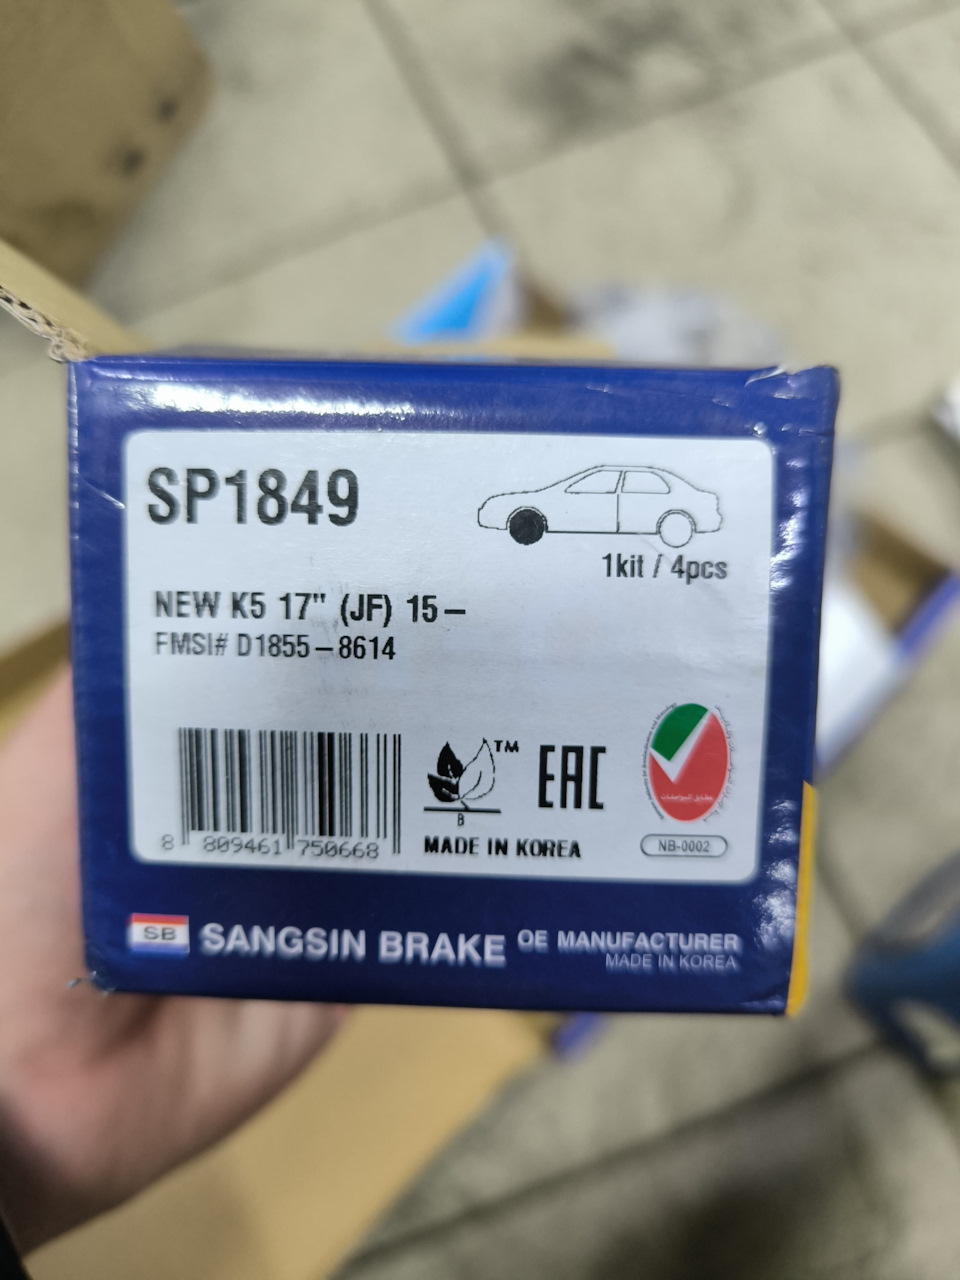 SP1849
1kit / 4pcs
NEW K5 17" (JF) 15–
FMSI# D1855–8614
TM
B
EAC
8 809461 750668
MADE IN KOREA
NB-0002
SB SANGSIN BRAKE OE MANUFACTURER
MADE IN KOREA